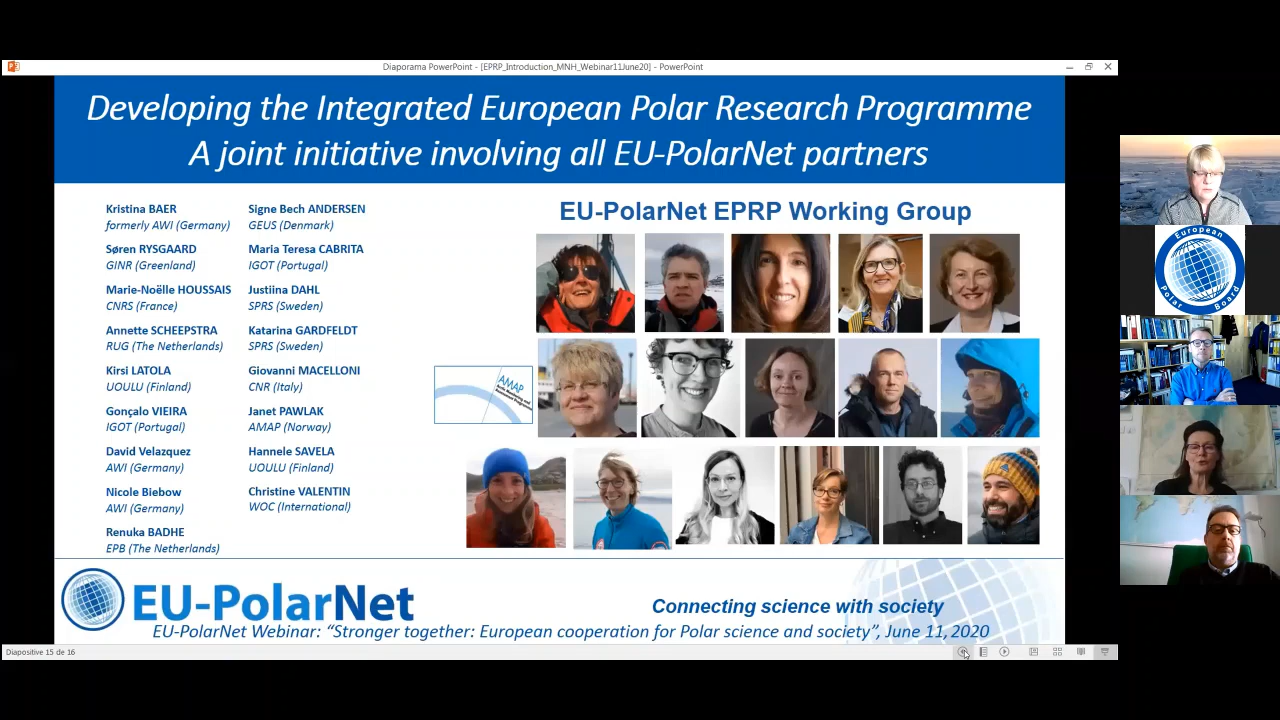 Diaporama PowerPoint - [EPRP_Introduction_MNH_Webinar11June20] - PowerPoint
Developing the Integrated European Polar Research Programme
A joint initiative involving all EU-PolarNet partners
Kristina BAER
formerly AWI (Germany)
Søren RYSGAARD
GINR (Greenland)
Marie-Noëlle HOUSSAIS
CNRS (France)
Annette SCHEEPSTRA
RUG (The Netherlands)
Kirsi LATOLA
UOULU (Finland)
Gonçalo VIEIRA
IGOT (Portugal)
David Velazquez
AWI (Germany)
Nicole Biebow
AWI (Germany)
Renuka BADHE
EPB (The Netherlands)
Signe Bech ANDERSEN
GEUS (Denmark)
Maria Teresa CABRITA
IGOT (Portugal)
Justiina DAHL
SPRS (Sweden)
Katarina GARDFELDT
SPRS (Sweden)
Giovanni MACELLONI
CNR (Italy)
Janet PAWLAK
AMAP (Norway)
Hannele SAVELA
UOULU (Finland)
Christine VALENTIN
WOC (International)
EU-PolarNet EPRP Working Group
AMAP
Arctic Monitoring and
Assessment Programme
EU-PolarNet
Connecting science with society
EU-PolarNet Webinar: “Stronger together: European cooperation for Polar science and society”, June 11, 2020
Diapositive 15 de 16
European
Polar Board